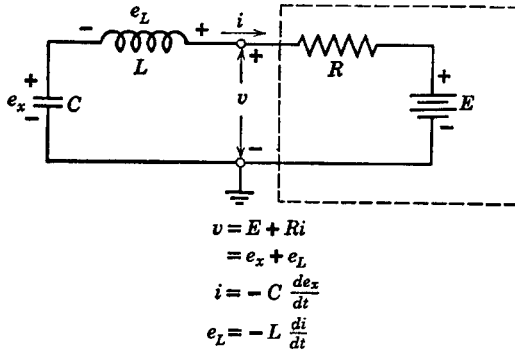 e_L
i
− + +
L
R
+
e_x C
−
v
+
E
−
−
v = E + Ri
= e_x + e_L
i = − C de_x/dt
e_L = − L di/dt